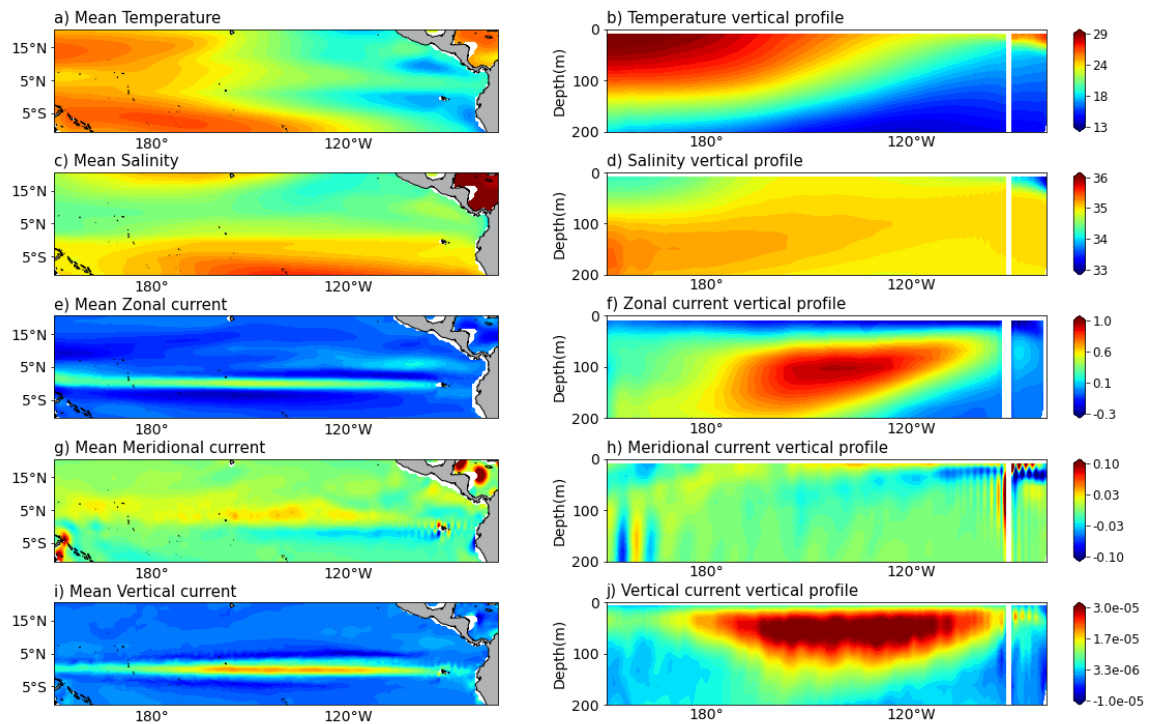 a) Mean Temperature
15°N
5°N
5°S
180°
120°W
b) Temperature vertical profile
Depth(m)
0
100
200
180°
120°W
29
24
18
13
c) Mean Salinity
15°N
5°N
5°S
180°
120°W
d) Salinity vertical profile
Depth(m)
0
100
200
180°
120°W
36
35
34
33
e) Mean Zonal current
15°N
5°N
5°S
180°
120°W
f) Zonal current vertical profile
Depth(m)
0
100
200
180°
120°W
1.0
0.6
0.1
-0.3
g) Mean Meridional current
15°N
5°N
5°S
180°
120°W
h) Meridional current vertical profile
Depth(m)
0
100
200
180°
120°W
0.10
0.03
-0.03
-0.10
i) Mean Vertical current
15°N
5°N
5°S
180°
120°W
j) Vertical current vertical profile
Depth(m)
0
100
200
180°
120°W
3.0e-05
1.7e-05
3.3e-06
-1.0e-05